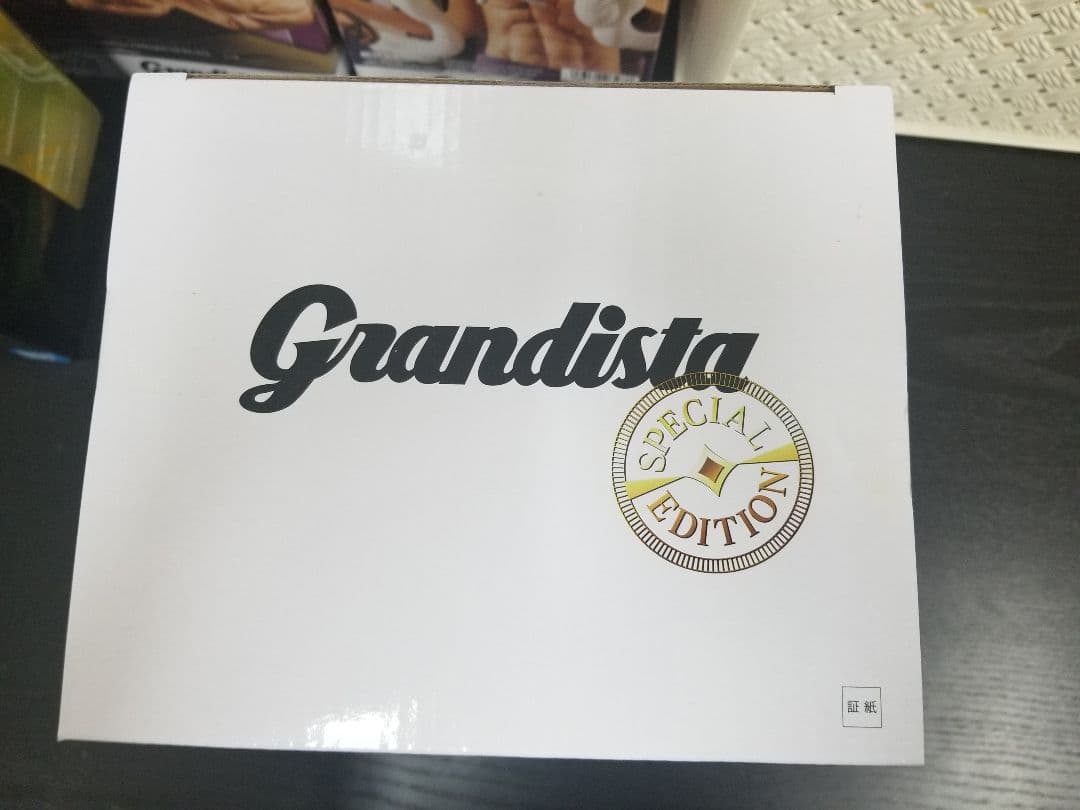 Grandista
SPECIAL
EDITION
証紙